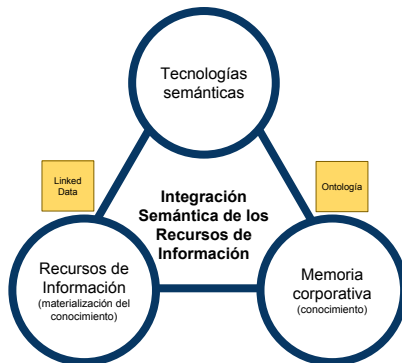 Tecnologías
semánticas
Linked
Data
Ontología
Integración
Semántica de los
Recursos de
Información
Recursos de
Información
(materialización del
conocimiento)
Memoria
corporativa
(conocimiento)